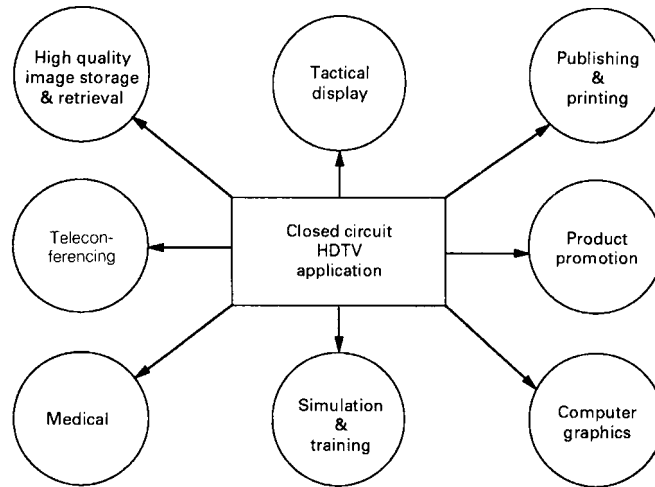 High quality
image storage
& retrieval
Tactical
display
Publishing
&
printing
Telecon-
ferencing
Closed circuit
HDTV
application
Product
promotion
Medical
Simulation
&
training
Computer
graphics